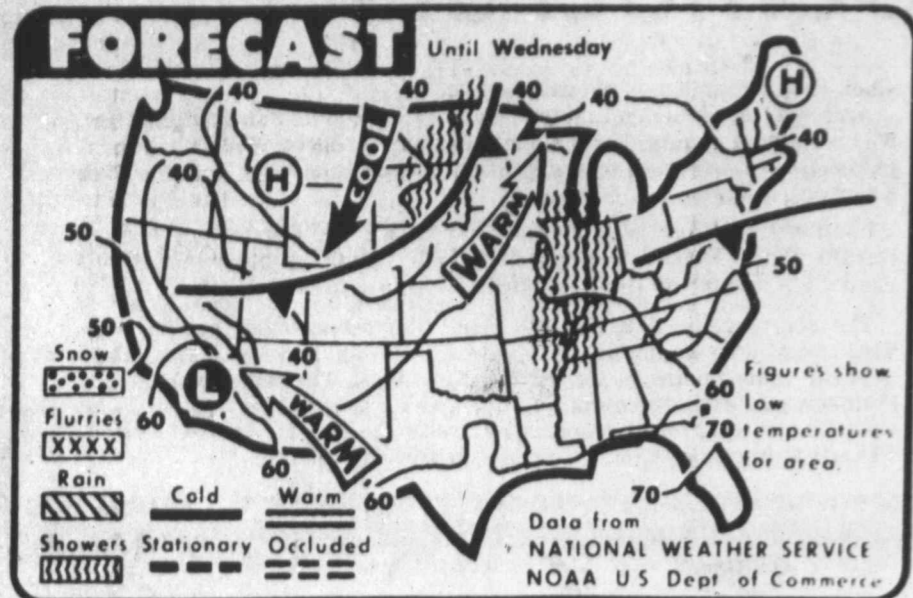 FORECAST Until Wednesday
40 40 40 40 H
COOL
40 H 40
50 WARM 50
50 40
Snow L WARM 60 Figures show
60 low
Flurries 70 temperatures
XXXX 60 for area.
Rain Cold Warm 60 70
Data from
Showers Stationary Occluded NATIONAL WEATHER SERVICE
NOAA U S Dept of Commerce